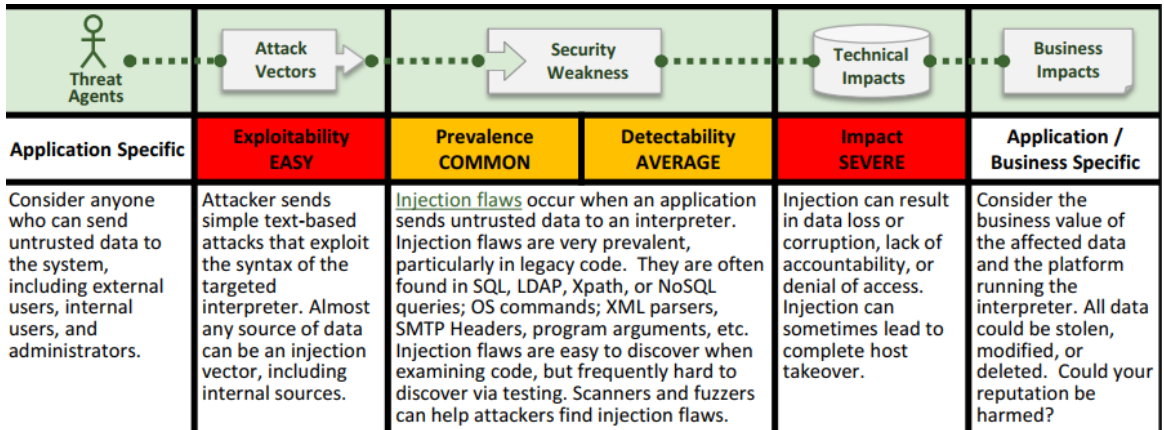 Threat
Agents
Attack
Vectors
Security
Weakness
Technical
Impacts
Business
Impacts
Application Specific
Exploitability
EASY
Prevalence
COMMON
Detectability
AVERAGE
Impact
SEVERE
Application /
Business Specific
Consider anyone
who can send
untrusted data to
the system,
including external
users, internal
users, and
administrators.
Attacker sends
simple text-based
attacks that exploit
the syntax of the
targeted
interpreter. Almost
any source of data
can be an injection
vector, including
internal sources.
Injection flaws occur when an application
sends untrusted data to an interpreter.
Injection flaws are very prevalent,
particularly in legacy code. They are often
found in SQL, LDAP, Xpath, or NoSQL
queries; OS commands; XML parsers,
SMTP Headers, program arguments, etc.
Injection flaws are easy to discover when
examining code, but frequently hard to
discover via testing. Scanners and fuzzers
can help attackers find injection flaws.
Injection can result
in data loss or
corruption, lack of
accountability, or
denial of access.
Injection can
sometimes lead to
complete host
takeover.
Consider the
business value of
the affected data
and the platform
running the
interpreter. All data
could be stolen,
modified, or
deleted. Could your
reputation be
harmed?